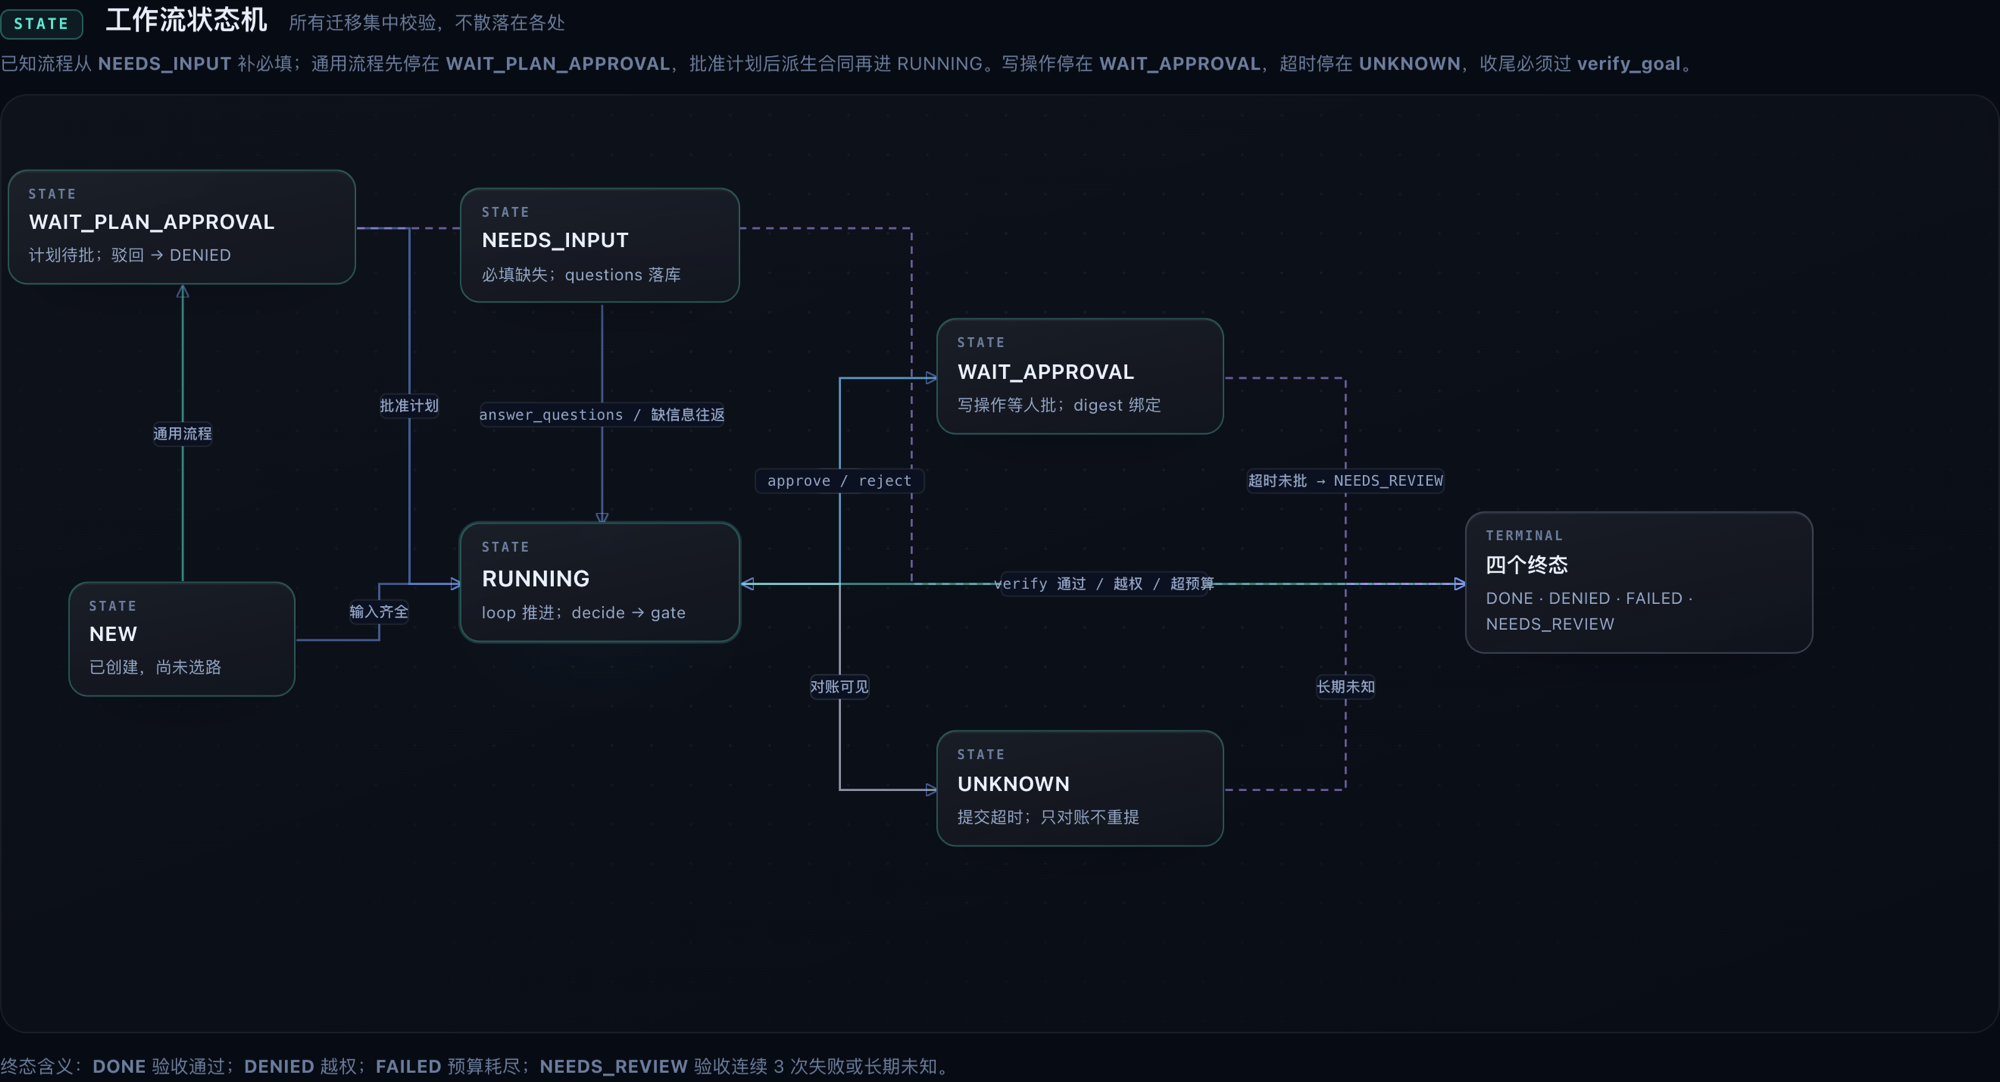 STATE 工作流状态机 所有迁移集中校验，不散落在各处
已知流程从 NEEDS_INPUT 补必填；通用流程先停在 WAIT_PLAN_APPROVAL，批准计划后派生合同再进 RUNNING。写操作停在 WAIT_APPROVAL，超时停在 UNKNOWN，收尾必须过 verify_goal。
STATE
WAIT_PLAN_APPROVAL
计划待批；驳回 → DENIED
STATE
NEEDS_INPUT
必填缺失；questions 落库
STATE
WAIT_APPROVAL
写操作等人批；digest 绑定
批准计划
answer_questions / 缺信息往返
通用流程
approve / reject
超时未批 → NEEDS_REVIEW
STATE
RUNNING
loop 推进；decide → gate
verify 通过 / 越权 / 超预算
TERMINAL
四个终态
DONE · DENIED · FAILED ·
NEEDS_REVIEW
STATE
NEW
已创建，尚未选路
输入齐全
对账可见
长期未知
STATE
UNKNOWN
提交超时；只对账不重提
终态含义：DONE 验收通过；DENIED 越权；FAILED 预算耗尽；NEEDS_REVIEW 验收连续 3 次失败或长期未知。